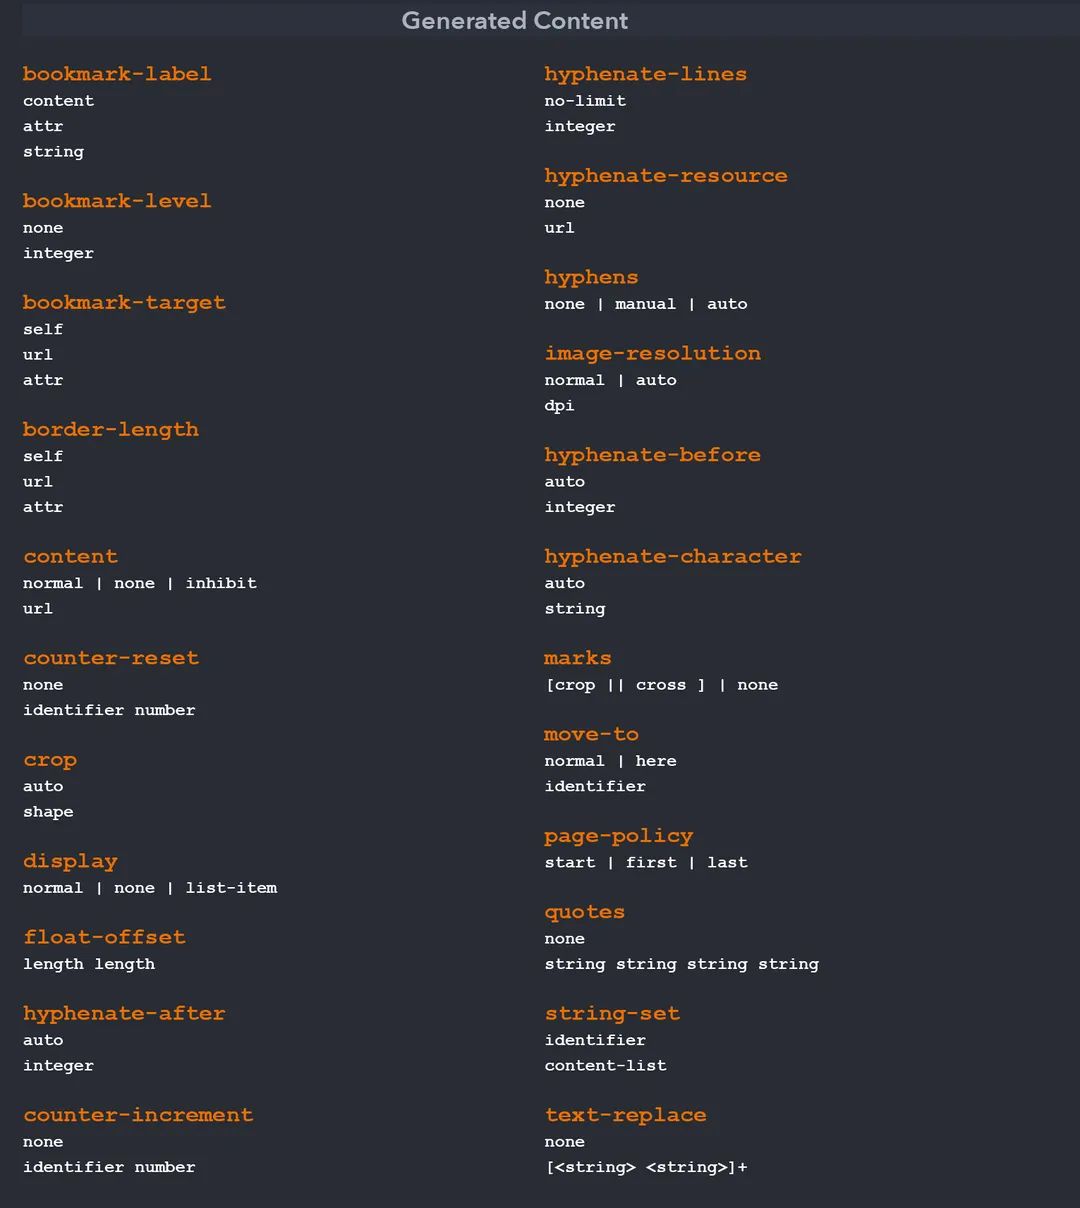 Generated Content
bookmark-label
content
attr
string
bookmark-level
none
integer
bookmark-target
self
url
attr
border-length
self
url
attr
content
normal | none | inhibit
url
counter-reset
none
identifier number
crop
auto
shape
display
normal | none | list-item
float-offset
length length
hyphenate-after
auto
integer
counter-increment
none
identifier number
hyphenate-lines
no-limit
integer
hyphenate-resource
none
url
hyphens
none | manual | auto
image-resolution
normal | auto
dpi
hyphenate-before
auto
integer
hyphenate-character
auto
string
marks
[crop || cross ] | none
move-to
normal | here
identifier
page-policy
start | first | last
quotes
none
string string string string
string-set
identifier
content-list
text-replace
none
[<string> <string>]+